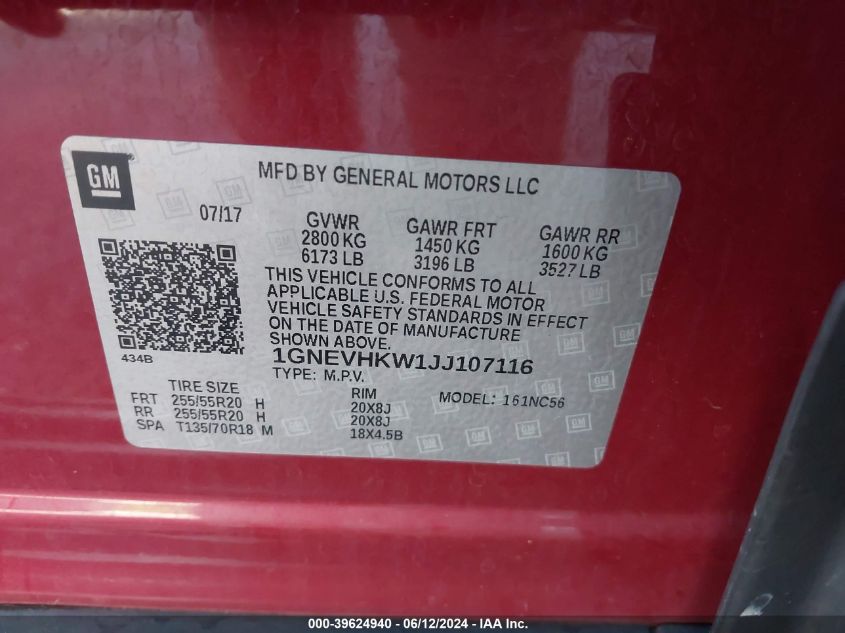 GM
MFD BY GENERAL MOTORS LLC
07/17
GVWR GAWR FRT GAWR RR
2800 KG 1450 KG 1600 KG
6173 LB 3196 LB 3527 LB
THIS VEHICLE CONFORMS TO ALL
APPLICABLE U.S. FEDERAL MOTOR
VEHICLE SAFETY STANDARDS IN EFFECT
ON THE DATE OF MANUFACTURE
SHOWN ABOVE.
434B
1GNEVHKW1JJ107116
TYPE: M.P.V.
TIRE SIZE RIM MODEL: 161NC56
FRT 255/55R20 H 20X8J
RR 255/55R20 H 20X8J
SPA T135/70R18 M 18X4.5B
000-39624940 - 06/12/2024 - IAA Inc.